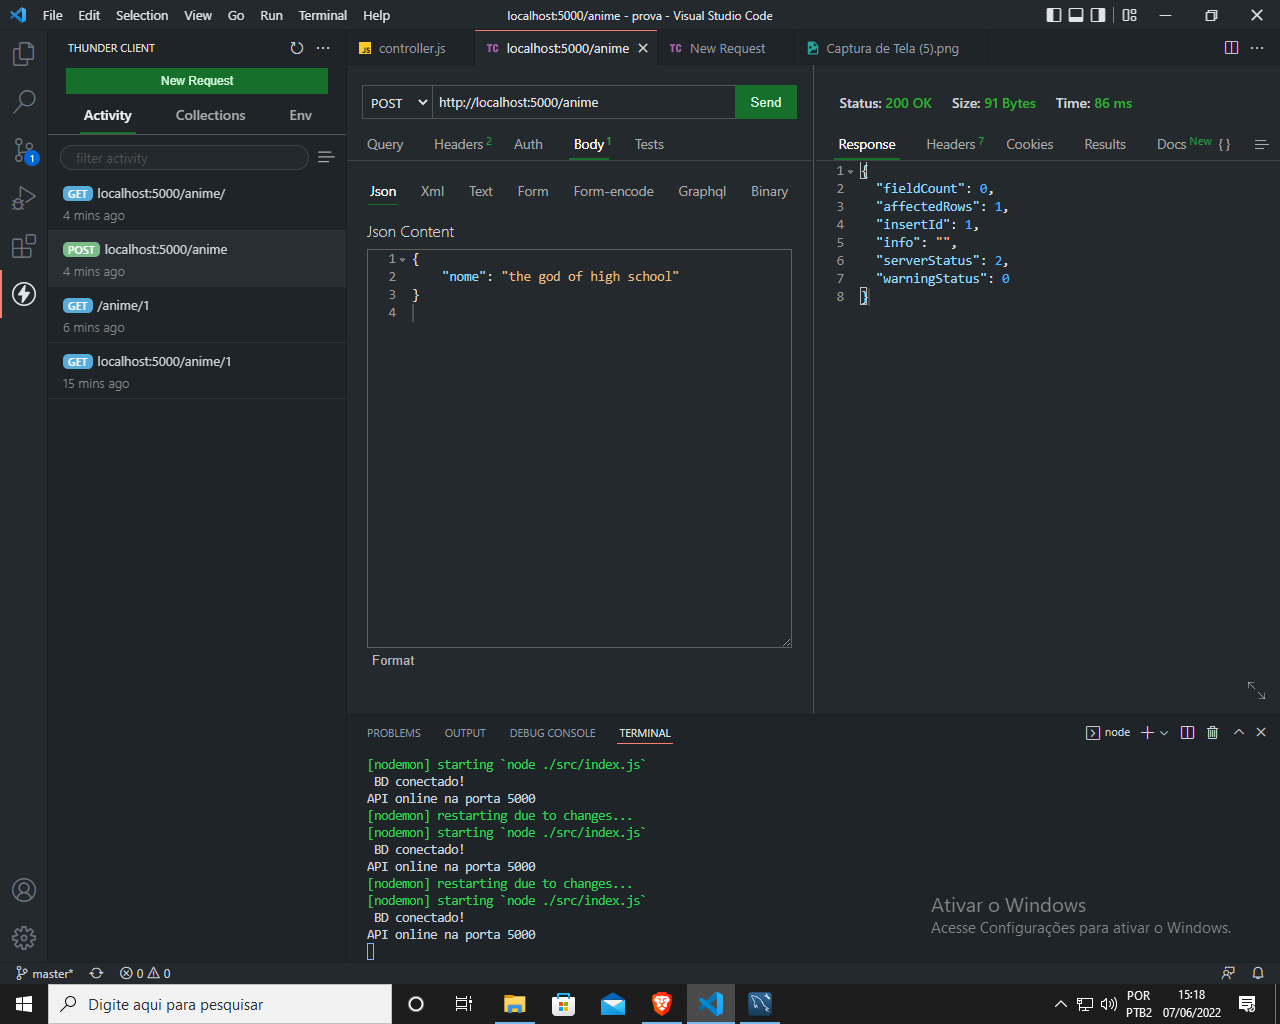 File Edit Selection View Go Run Terminal Help
localhost:5000/anime - prova - Visual Studio Code
THUNDER CLIENT
New Request
Activity Collections Env
filter activity
GET localhost:5000/anime/
4 mins ago
POST localhost:5000/anime
4 mins ago
GET /anime/1
6 mins ago
GET localhost:5000/anime/1
15 mins ago
1
JS controller.js
TC localhost:5000/anime
TC New Request
Captura de Tela (5).png
POST http://localhost:5000/anime Send
Query Headers 2 Auth Body 1 Tests
Json Xml Text Form Form-encode Graphql Binary
Json Content
1 {
2 "nome": "the god of high school"
3 }
4
Format
Status: 200 OK Size: 91 Bytes Time: 86 ms
Response Headers 7 Cookies Results Docs New { }
1 {
2 "fieldCount": 0,
3 "affectedRows": 1,
4 "insertId": 1,
5 "info": "",
6 "serverStatus": 2,
7 "warningStatus": 0
8 }
PROBLEMS OUTPUT DEBUG CONSOLE TERMINAL
node
[nodemon] starting `node ./src/index.js`
BD conectado!
API online na porta 5000
[nodemon] restarting due to changes...
[nodemon] starting `node ./src/index.js`
BD conectado!
API online na porta 5000
[nodemon] restarting due to changes...
[nodemon] starting `node ./src/index.js`
BD conectado!
API online na porta 5000
Ativar o Windows
Acesse Configurações para ativar o Windows.
master* 0 0
Digite aqui para pesquisar
POR
PTB2
15:18
07/06/2022